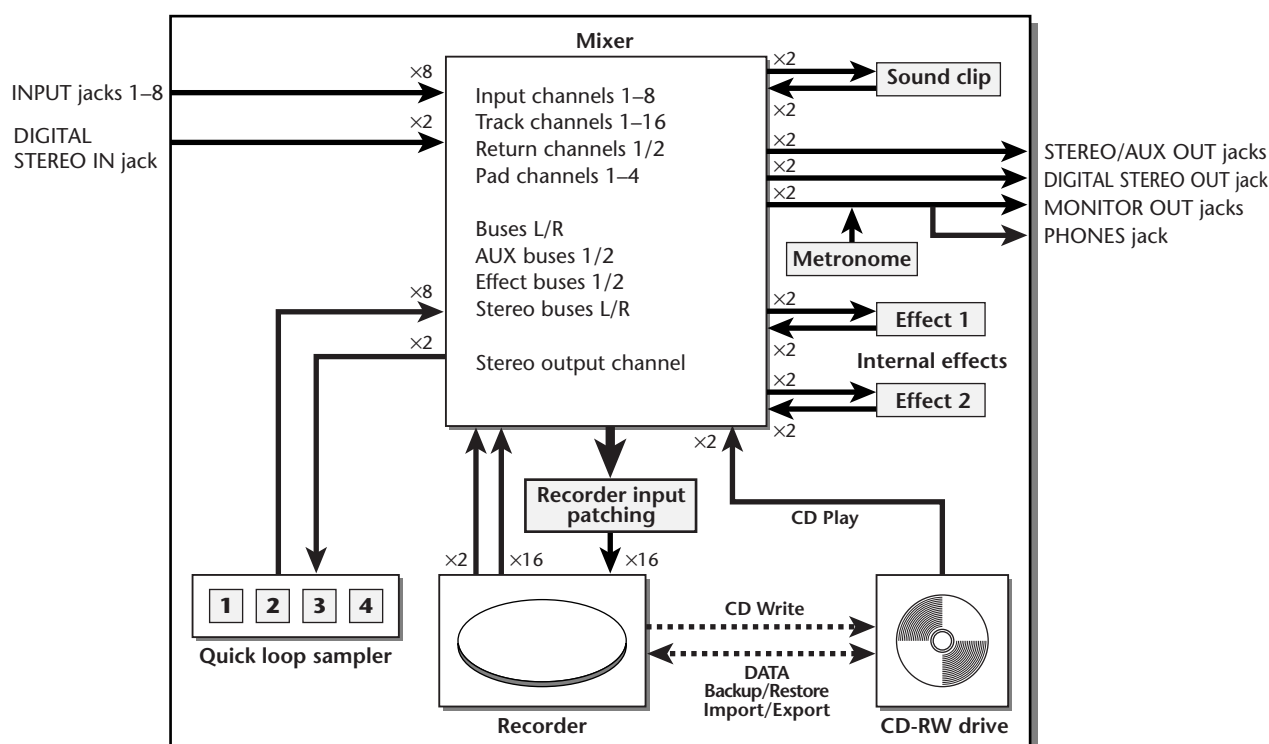 Mixer
INPUT jacks 1–8
DIGITAL
STEREO IN jack
×8
×2
Input channels 1–8
Track channels 1–16
Return channels 1/2
Pad channels 1–4
Buses L/R
AUX buses 1/2
Effect buses 1/2
Stereo buses L/R
Stereo output channel
×2
Sound clip
×2
×2
×2
×2
STEREO/AUX OUT jacks
DIGITAL STEREO OUT jack
MONITOR OUT jacks
PHONES jack
Metronome
×8
×2
×2
Effect 1
×2
Internal effects
×2
Effect 2
×2
×2
Recorder input
patching
CD Play
×2
×16
×16
1 2 3 4
Quick loop sampler
CD Write
DATA
Backup/Restore
Import/Export
Recorder
CD-RW drive